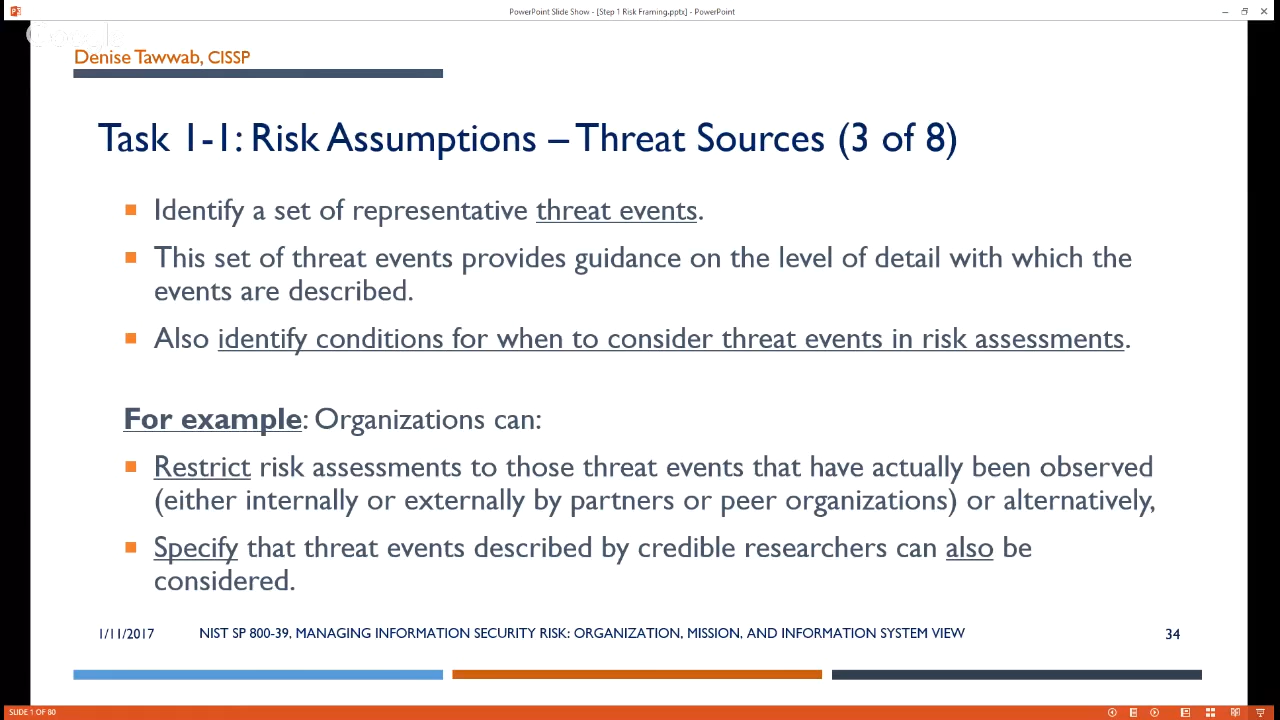 PowerPoint Slide Show - [Step 1 Risk Framing.pptx] - PowerPoint
Google
Denise Tawwab, CISSP
Task 1-1: Risk Assumptions – Threat Sources (3 of 8)
Identify a set of representative threat events.
This set of threat events provides guidance on the level of detail with which the
events are described.
Also identify conditions for when to consider threat events in risk assessments.
For example: Organizations can:
Restrict risk assessments to those threat events that have actually been observed
(either internally or externally by partners or peer organizations) or alternatively,
Specify that threat events described by credible researchers can also be
considered.
1/11/2017 NIST SP 800-39, MANAGING INFORMATION SECURITY RISK: ORGANIZATION, MISSION, AND INFORMATION SYSTEM VIEW 34
SLIDE 1 OF 80